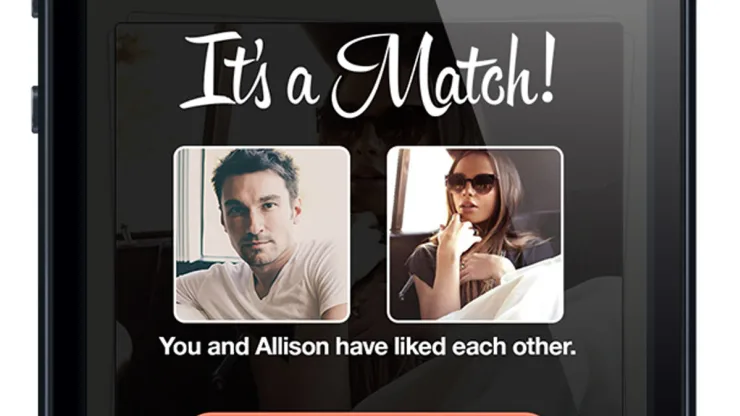 It's a Match!
You and Allison have liked each other.